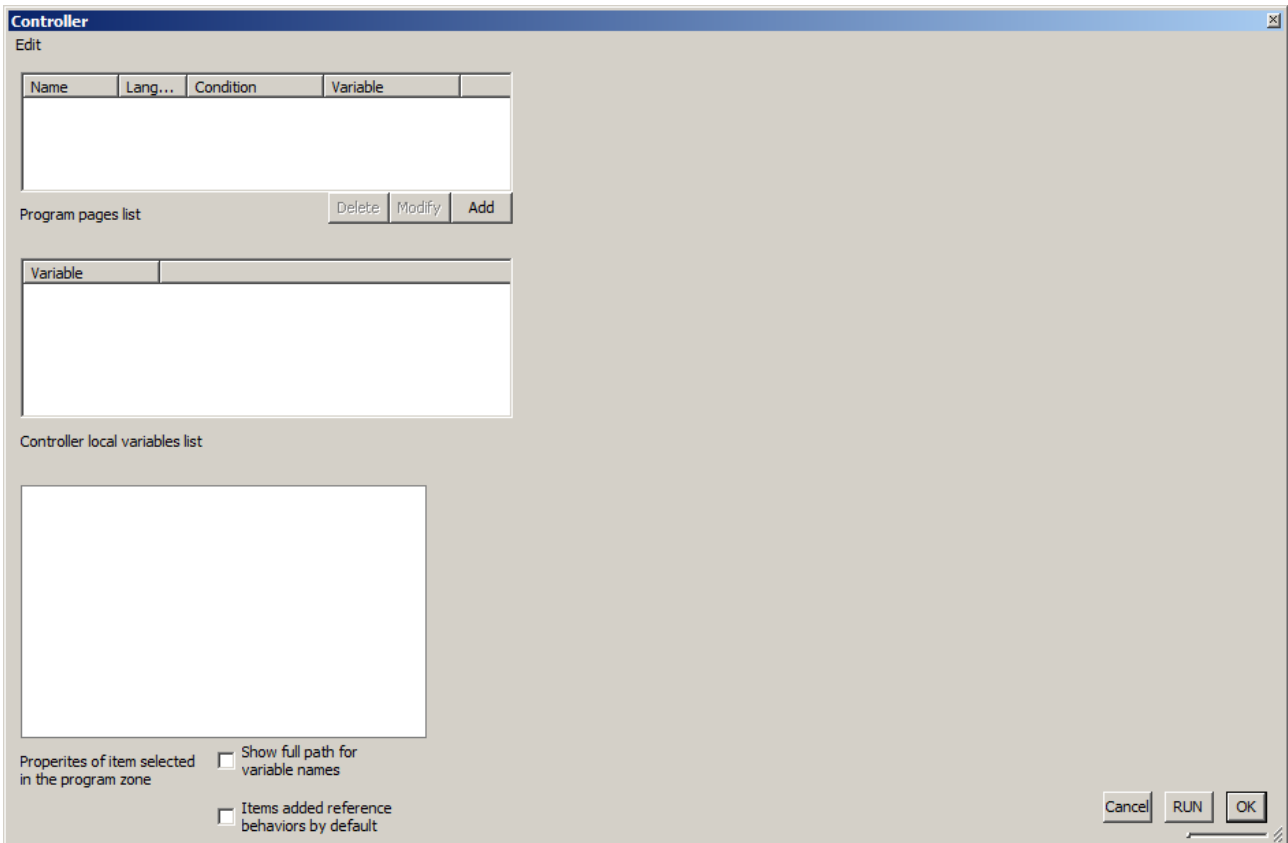 Controller
Edit
Name Lang... Condition Variable
Delete Modify Add
Program pages list
Variable
Controller local variables list
Properites of item selected
in the program zone
Show full path for
variable names
Items added reference
behaviors by default
Cancel RUN OK